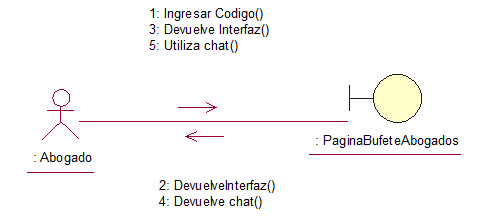 1: Ingresar Codigo()
3: Devuelve Interfaz()
5: Utiliza chat()
: Abogado
: PaginaBufeteAbogados
2: DevuelveInterfaz()
4: Devuelve chat()